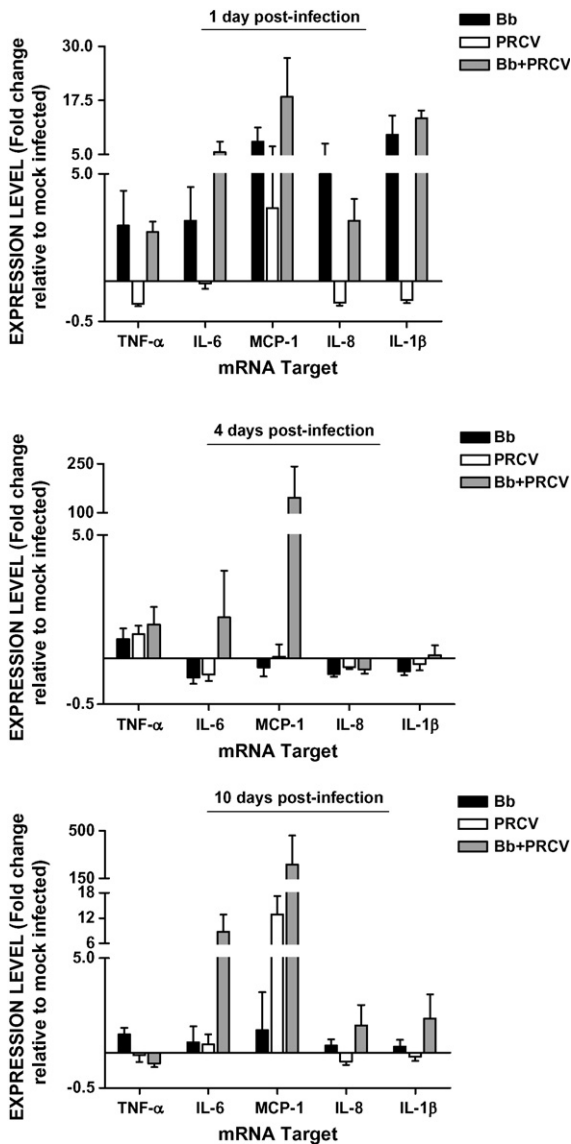 1 day post-infection
Bb
PRCV
Bb+PRCV
EXPRESSION LEVEL (Fold change
relative to mock infected)
30.0
17.5
5.0
5.0
-0.5
TNF-α IL-6 MCP-1 IL-8 IL-1β
mRNA Target
4 days post-infection
Bb
PRCV
Bb+PRCV
EXPRESSION LEVEL (Fold change
relative to mock infected)
250
100
5.0
-0.5
TNF-α IL-6 MCP-1 IL-8 IL-1β
mRNA Target
10 days post-infection
Bb
PRCV
Bb+PRCV
EXPRESSION LEVEL (Fold change
relative to mock infected)
500
150
18
12
6
5.0
-0.5
TNF-α IL-6 MCP-1 IL-8 IL-1β
mRNA Target